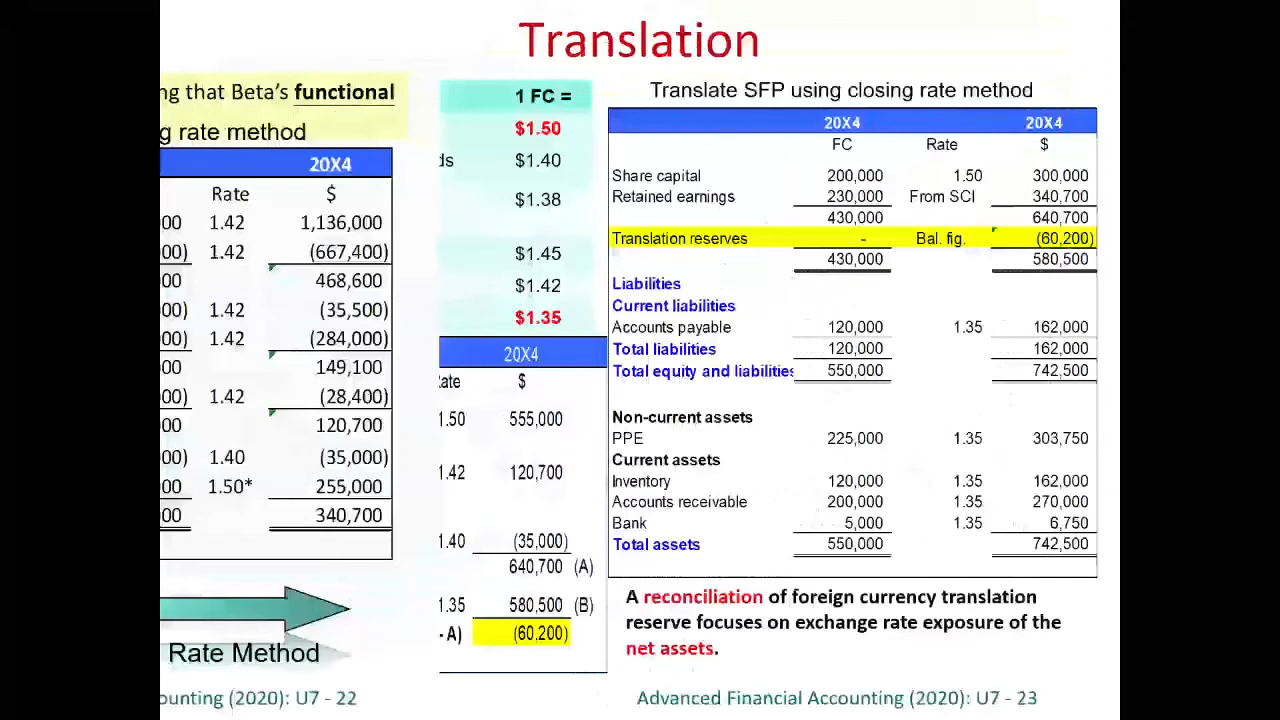 Translation
ng that Beta's functional
g rate method
20X4
Rate $
00 1.42 1,136,000
00) 1.42 (667,400)
00 468,600
00) 1.42 (35,500)
00) 1.42 (284,000)
00 149,100
00) 1.42 (28,400)
00 120,700
00) 1.40 (35,000)
00 1.50* 255,000
00 340,700
Rate Method
ounting (2020): U7 - 22
1 FC =
$1.50
ds $1.40
$1.38
$1.45
$1.42
$1.35
20X4
Rate $
1.50 555,000
1.42 120,700
1.40 (35,000)
640,700 (A)
1.35 580,500 (B)
- A) (60,200)
Translate SFP using closing rate method
20X4 20X4
FC Rate $
Share capital 200,000 1.50 300,000
Retained earnings 230,000 From SCI 340,700
430,000 640,700
Translation reserves - Bal. fig. (60,200)
430,000 580,500
Liabilities
Current liabilities
Accounts payable 120,000 1.35 162,000
Total liabilities 120,000 162,000
Total equity and liabilities 550,000 742,500
Non-current assets
PPE 225,000 1.35 303,750
Current assets
Inventory 120,000 1.35 162,000
Accounts receivable 200,000 1.35 270,000
Bank 5,000 1.35 6,750
Total assets 550,000 742,500
A reconciliation of foreign currency translation
reserve focuses on exchange rate exposure of the
net assets.
Advanced Financial Accounting (2020): U7 - 23